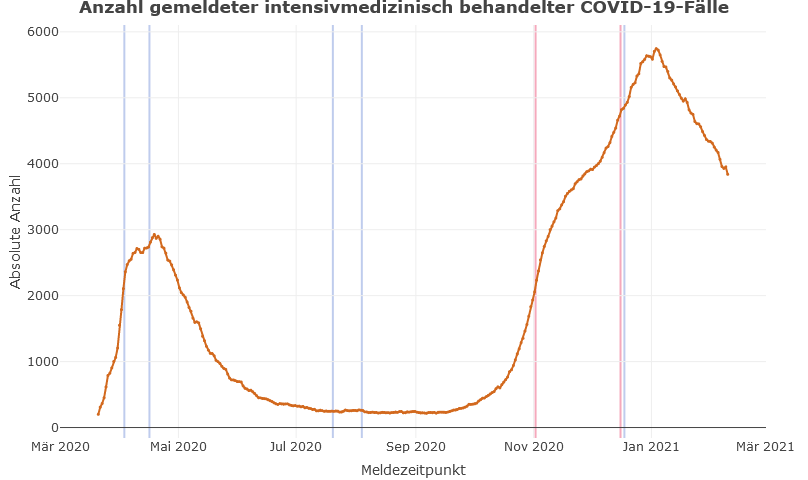 Anzahl gemeldeter intensivmedizinisch behandelter COVID-19-Fälle
6000
5000
4000
3000
2000
1000
0
Absolute Anzahl
Mär 2020 Mai 2020 Jul 2020 Sep 2020 Nov 2020 Jan 2021 Mär 2021
Meldezeitpunkt